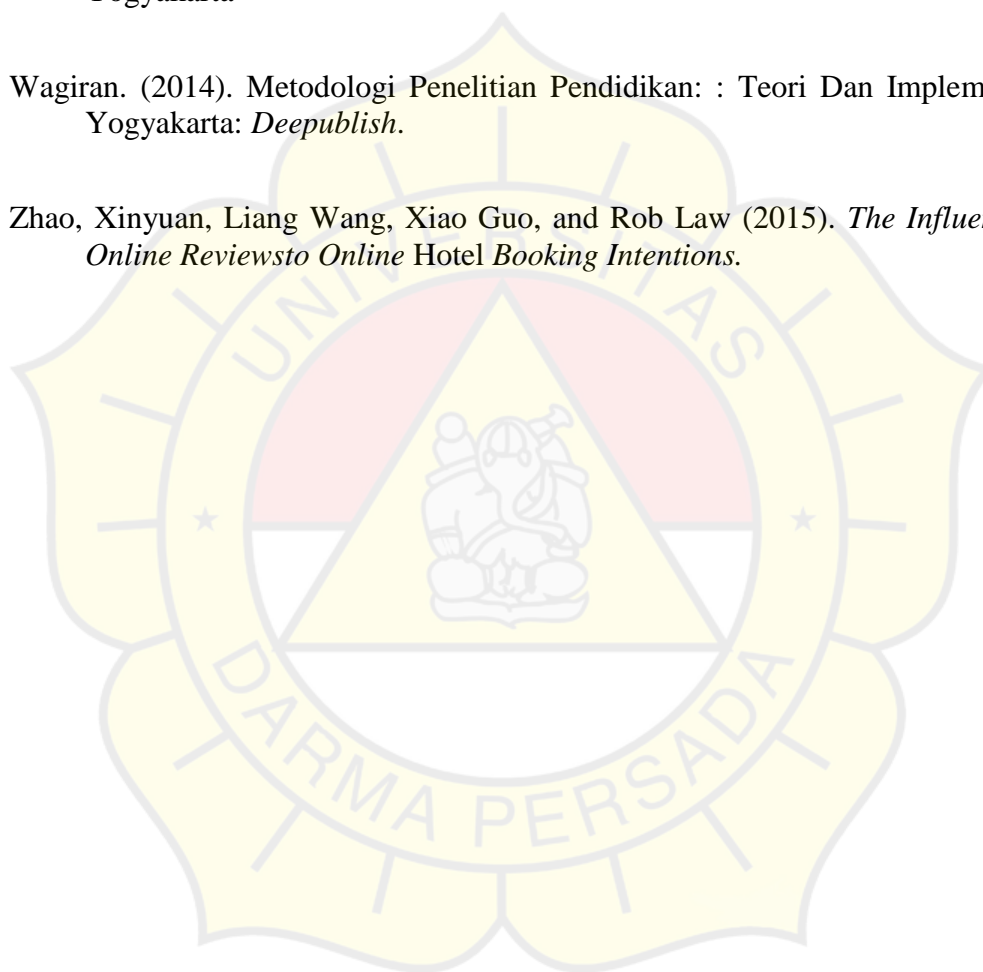 Yogyakarta
Wagiran. (2014). Metodologi Penelitian Pendidikan: : Teori Dan Implem
Yogyakarta: Deepublish.
Zhao, Xinyuan, Liang Wang, Xiao Guo, and Rob Law (2015). The Influe
Online Reviewsto Online Hotel Booking Intentions.
UNIVERSITAS
DARMA PERSADA